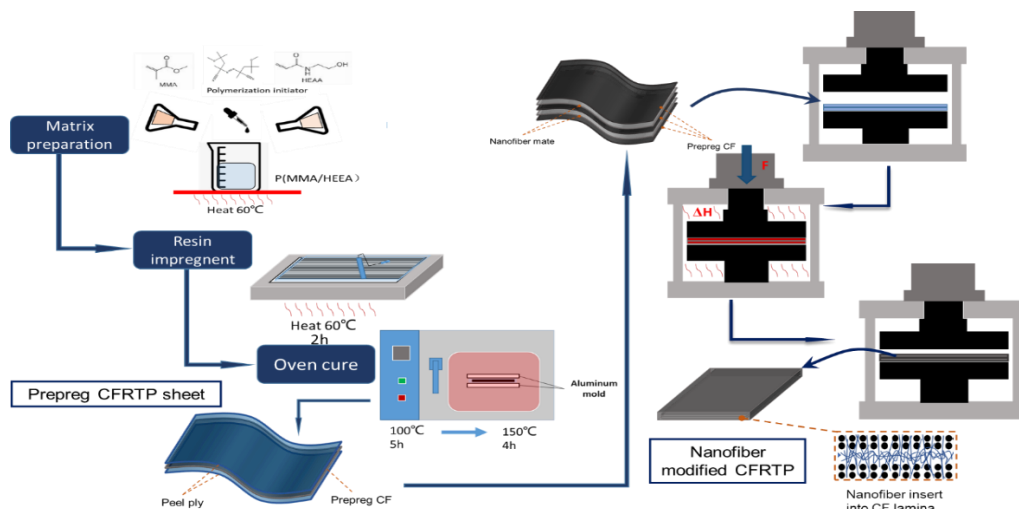 MMA
Polymerization initiator
HEAA
OH
Matrix
preparation
P(MMA/HEEA）
Heat 60℃
Resin
impregnent
Heat 60℃
2h
Oven cure
Aluminum
mold
100℃
5h
150℃
4h
Prepreg CFRTP sheet
Peel ply
Prepreg CF
Nanofiber mate
Prepreg CF
F
ΔH
Nanofiber
modified CFRTP
Nanofiber insert
into CF lamina